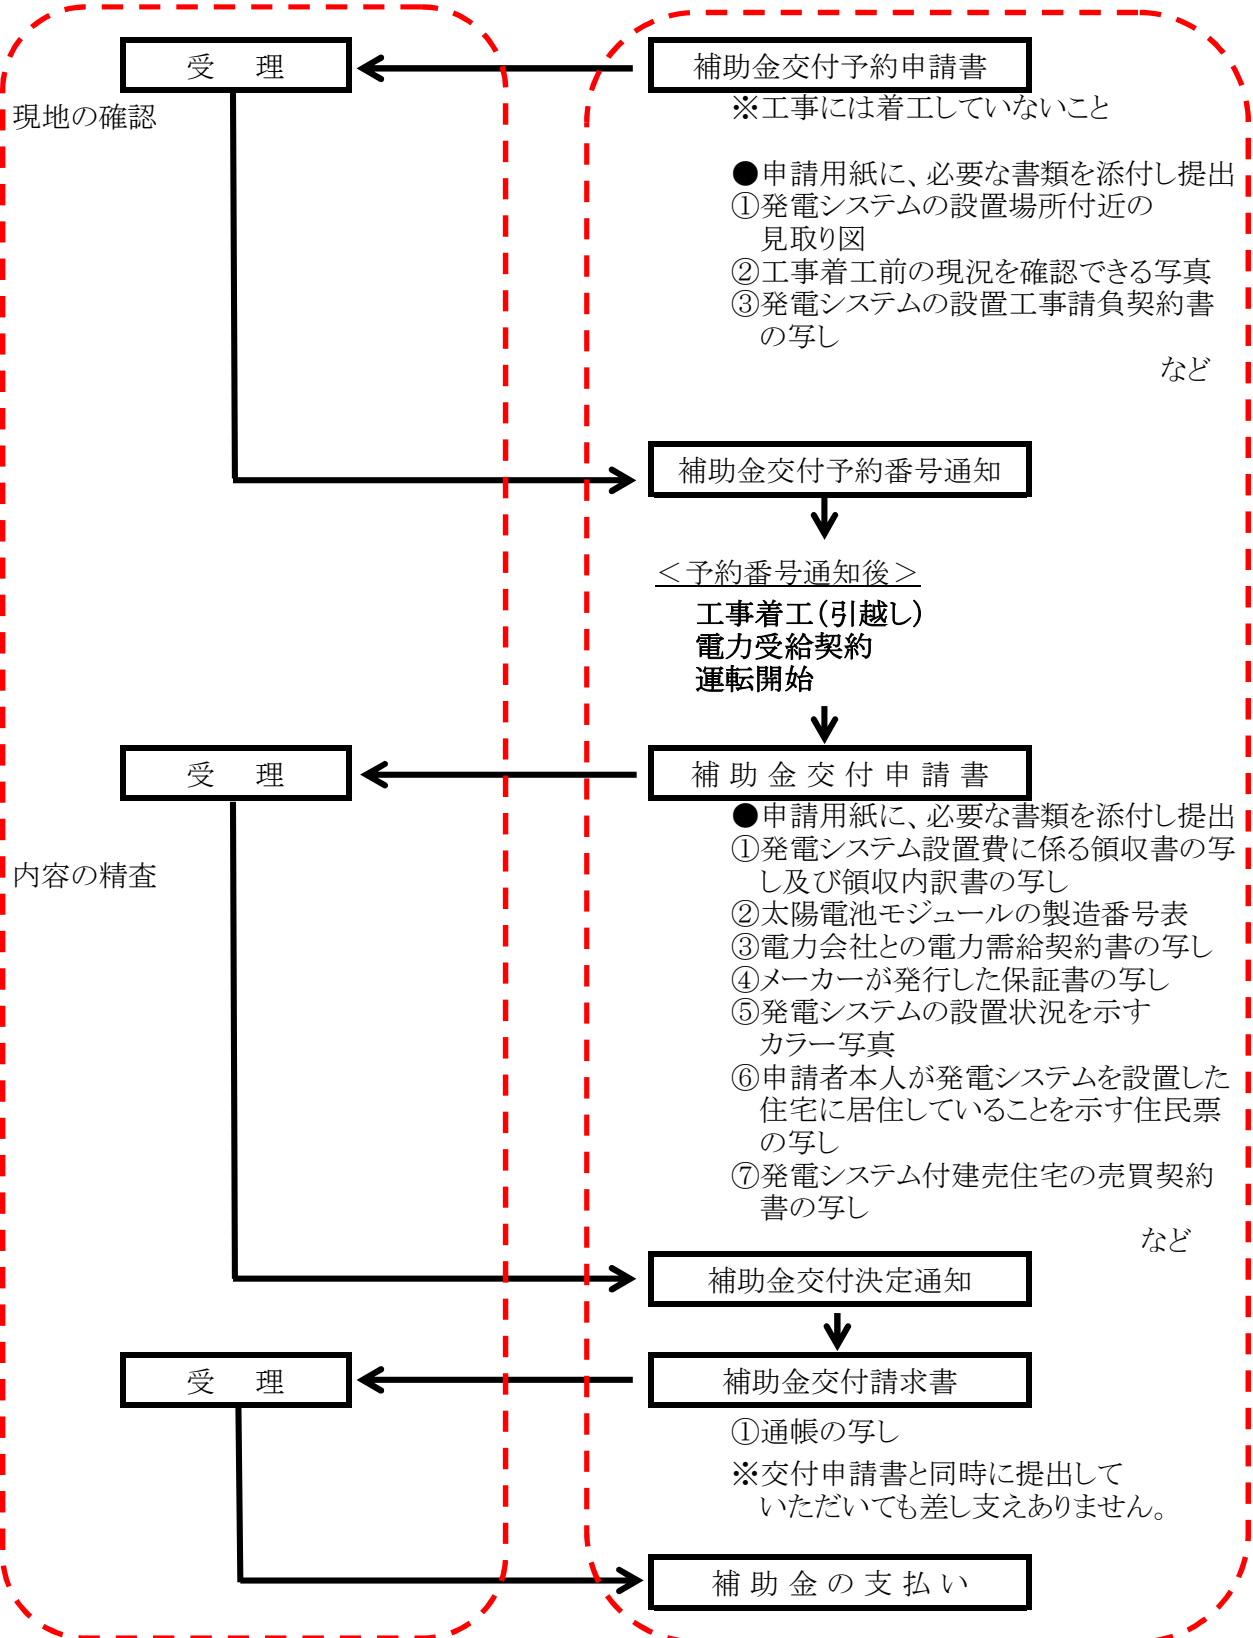 受　理
補助金交付予約申請書
現地の確認
※工事には着工していないこと
●申請用紙に、必要な書類を添付し提出
①発電システムの設置場所付近の
見取り図
②工事着工前の現況を確認できる写真
③発電システムの設置工事請負契約書
の写し
など
補助金交付予約番号通知
＜予約番号通知後＞
工事着工(引越し)
電力受給契約
運転開始
受　理
補助金交付申請書
内容の精査
●申請用紙に、必要な書類を添付し提出
①発電システム設置費に係る領収書の写
し及び領収内訳書の写し
②太陽電池モジュールの製造番号表
③電力会社との電力需給契約書の写し
④メーカーが発行した保証書の写し
⑤発電システムの設置状況を示す
カラー写真
⑥申請者本人が発電システムを設置した
住宅に居住していることを示す住民票
の写し
⑦発電システム付建売住宅の売買契約
書の写し
など
補助金交付決定通知
受　理
補助金交付請求書
①通帳の写し
※交付申請書と同時に提出して
いただいても差し支えありません。
補助金の支払い